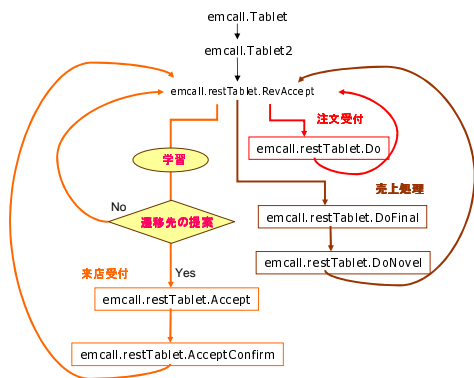 emcall.Tablet
emcall.Tablet2
emcall.restTablet.RevAccept
注文受付
emcall.restTablet.Do
学習
売上処理
No
遷移先の提案
emcall.restTablet.DoFinal
emcall.restTablet.DoNovel
来店受付
Yes
emcall.restTablet.Accept
emcall.restTablet.AcceptConfirm